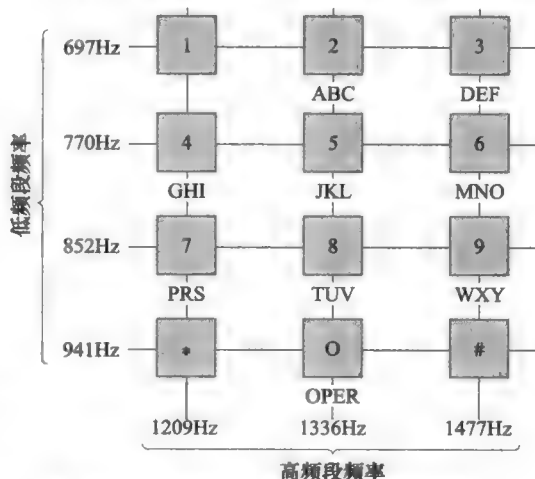 697Hz 1 2 3
ABC DEF
770Hz 4 5 6
GHI JKL MNO
低频段频率
852Hz 7 8 9
PRS TUV WXY
941Hz * O #
OPER
1209Hz 1336Hz 1477Hz
高频段频率